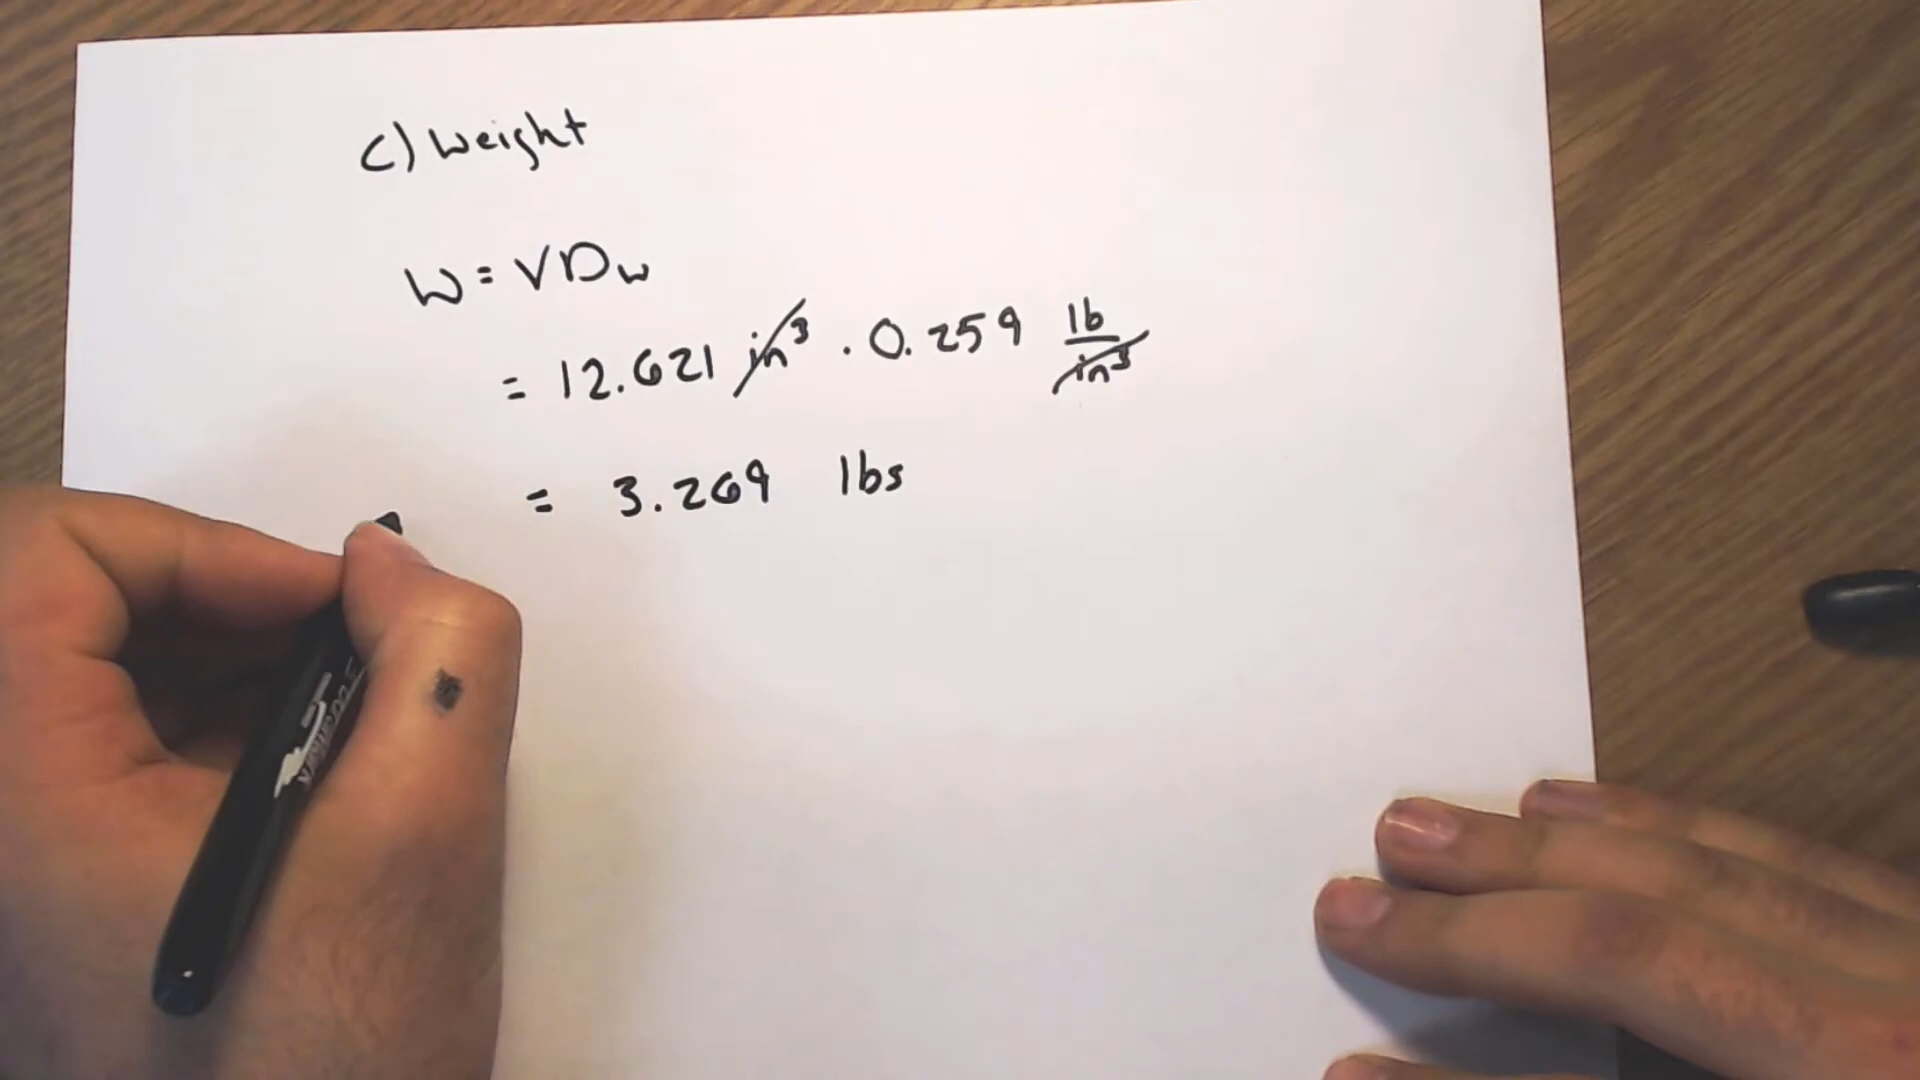 C) Weight
W = VDw
= 12.621 in³ · 0.259 lb/in³
= 3.269 lbs